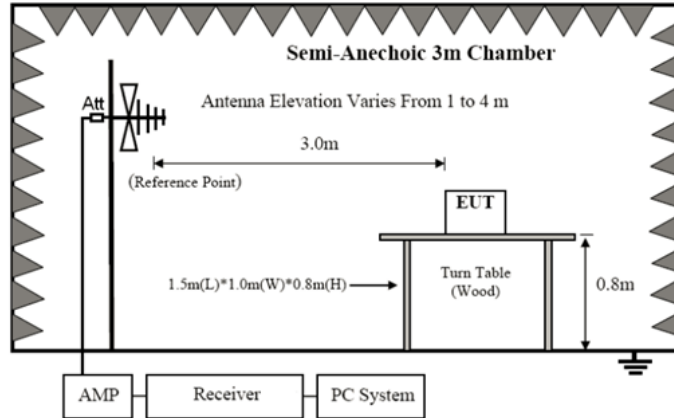 Semi-Anechoic 3m Chamber
Antenna Elevation Varies From 1 to 4 m
Att
3.0m
(Reference Point)
EUT
1.5m(L)*1.0m(W)*0.8m(H)
Turn Table
(Wood)
0.8m
AMP
Receiver
PC System